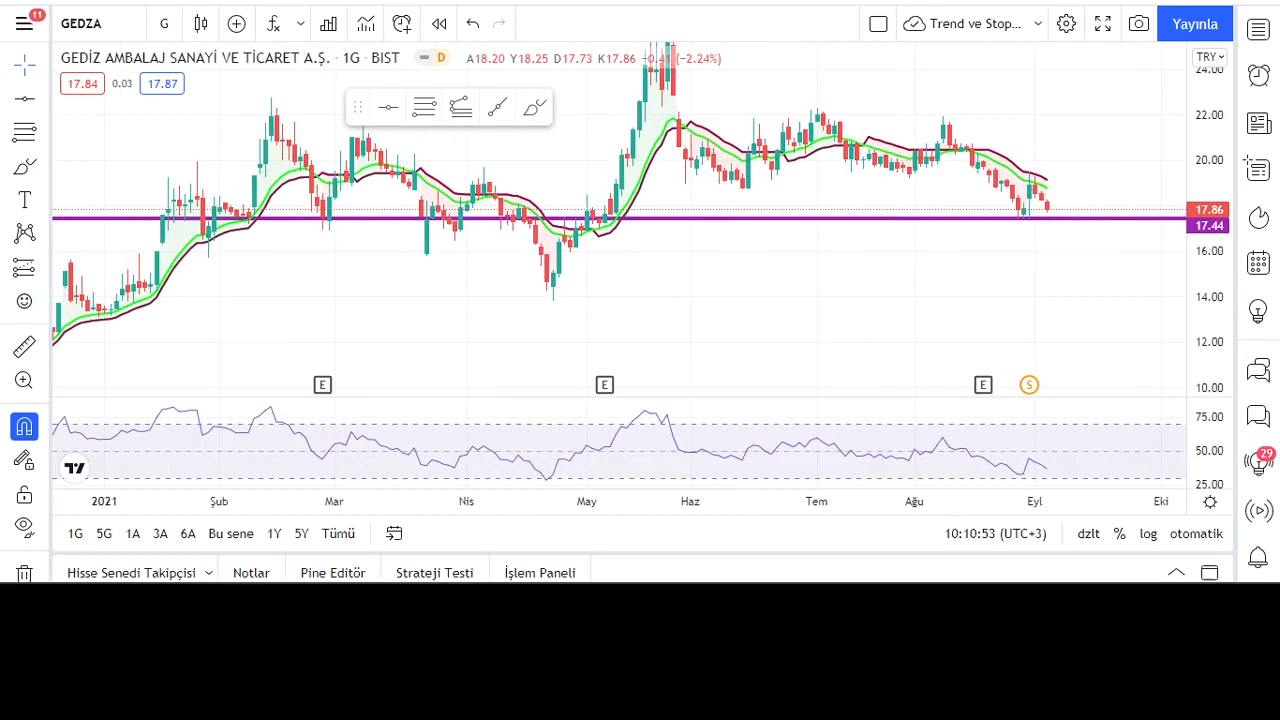 11
GEDZA
G
Trend ve Stop...
Yayınla
GEDİZ AMBALAJ SANAYİ VE TİCARET A.Ş. · 1G · BIST
D
A18.20 Y18.25 D17.73 K17.86 −0.41 (−2.24%)
TRY
17.84
0.03
17.87
24.00
22.00
20.00
17.86
17.44
16.00
14.00
12.00
10.00
E
E
E
S
75.00
50.00
25.00
29
2021
Şub
Mar
Nis
May
Haz
Tem
Ağu
Eyl
Eki
1G
5G
1A
3A
6A
Bu sene
1Y
5Y
Tümü
10:10:53 (UTC+3)
dzlt
%
log
otomatik
Hisse Senedi Takipçisi
Notlar
Pine Editör
Strateji Testi
İşlem Paneli